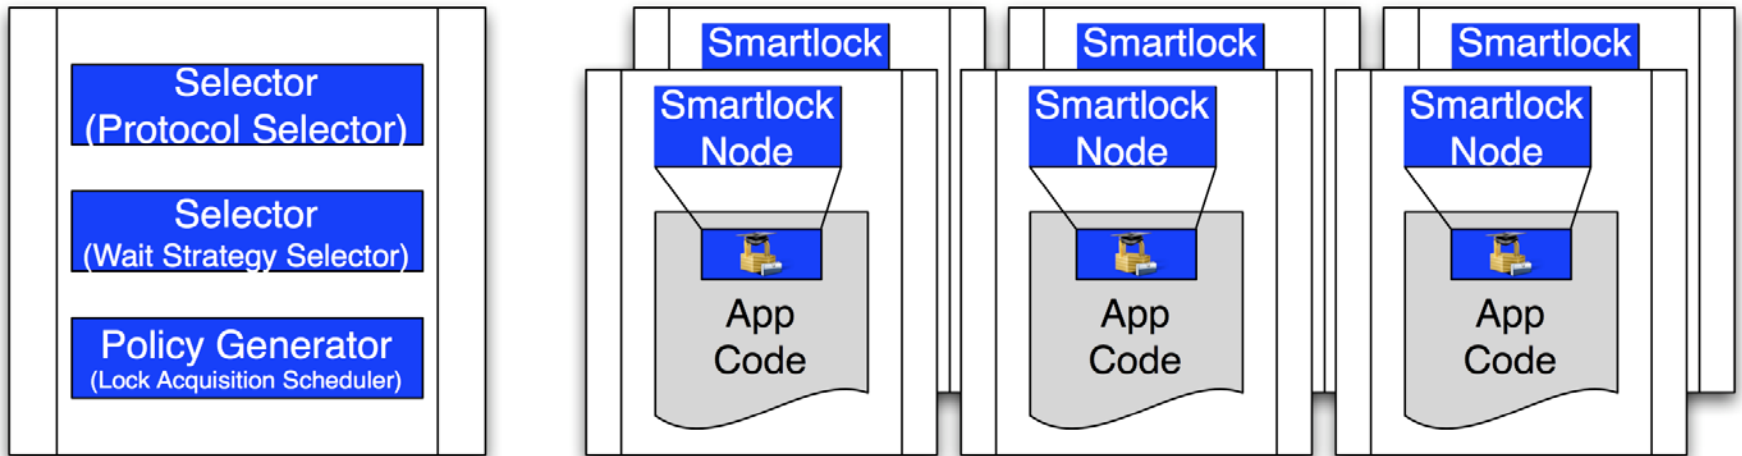 Selector
(Protocol Selector)
Selector
(Wait Strategy Selector)
Policy Generator
(Lock Acquisition Scheduler)
Smartlock
Smartlock
Node
App
Code
Smartlock
Smartlock
Node
App
Code
Smartlock
Smartlock
Node
App
Code